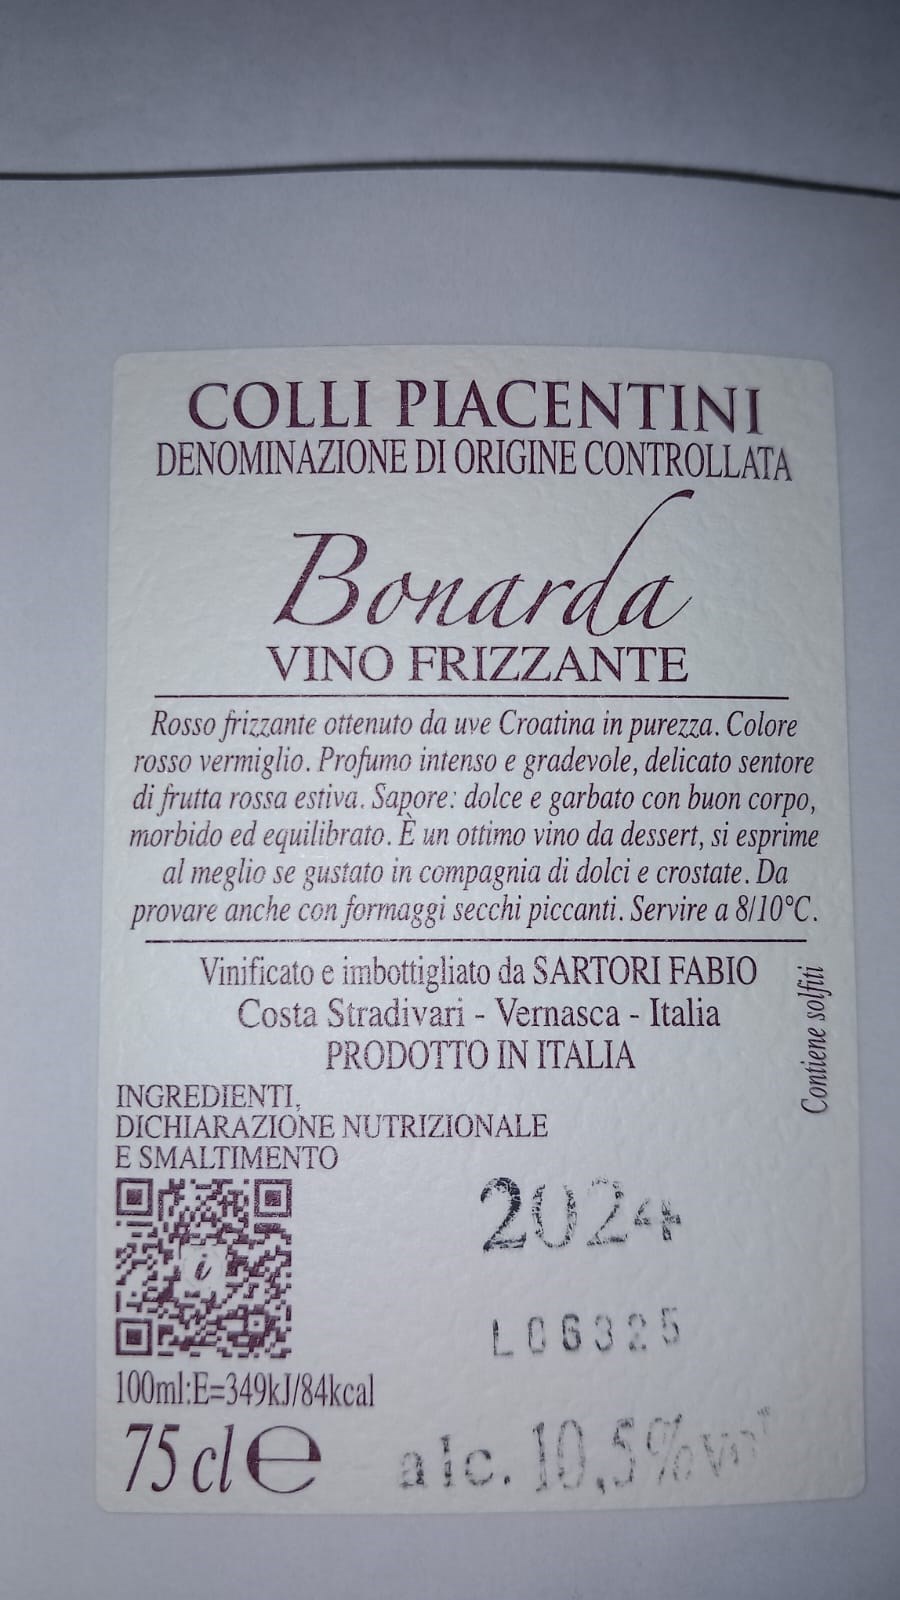 COLLI PIACENTINI
DENOMINAZIONE DI ORIGINE CONTROLLATA
Bonarda
VINO FRIZZANTE
Rosso frizzante ottenuto da uve Croatina in purezza. Colore
rosso vermiglio. Profumo intenso e gradevole, delicato sentore
di frutta rossa estiva. Sapore: dolce e garbato con buon corpo,
morbido ed equilibrato. È un ottimo vino da dessert, si esprime
al meglio se gustato in compagnia di dolci e crostate. Da
provare anche con formaggi secchi piccanti. Servire a 8/10°C.
Vinificato e imbottigliato da SARTORI FABIO
Costa Stradivari - Vernasca - Italia
PRODOTTO IN ITALIA
Contiene solfiti
INGREDIENTI,
DICHIARAZIONE NUTRIZIONALE
E SMALTIMENTO
i
2024
L06325
100ml:E=349kJ/84kcal
75 cl e
alc. 10,5%vol